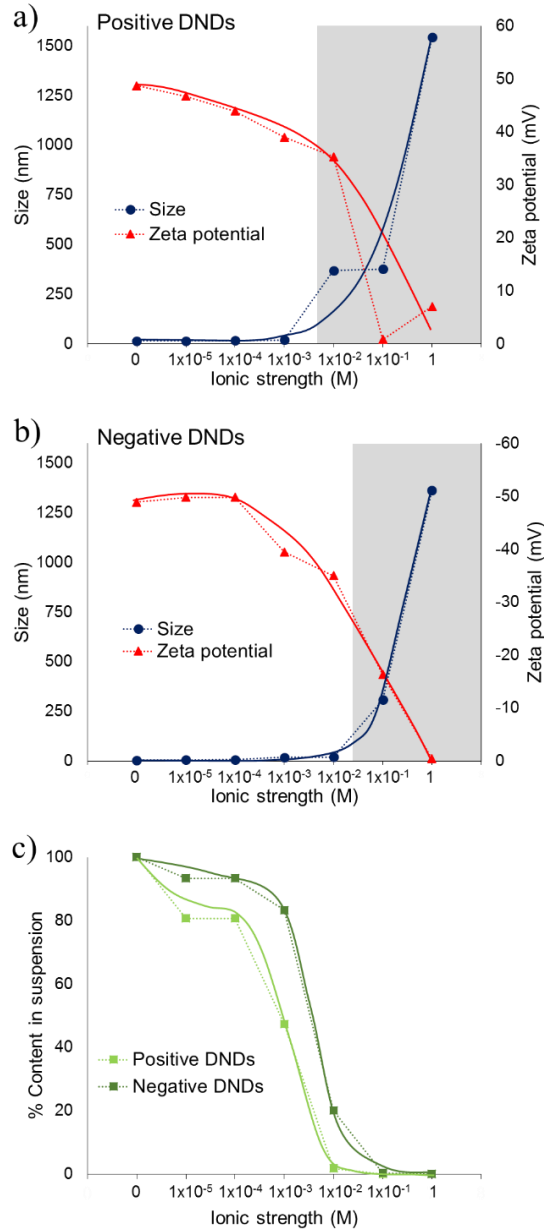 a)
Positive DNDs
Size (nm)
1500
1250
1000
750
500
250
0
Size
Zeta potential
60
50
40
30
20
10
0
Zeta potential (mV)
0 1x10⁻⁵ 1x10⁻⁴ 1x10⁻³ 1x10⁻² 1x10⁻¹ 1
Ionic strength (M)
b)
Negative DNDs
Size (nm)
1500
1250
1000
750
500
250
0
Size
Zeta potential
-60
-50
-40
-30
-20
-10
0
Zeta potential (mV)
0 1x10⁻⁵ 1x10⁻⁴ 1x10⁻³ 1x10⁻² 1x10⁻¹ 1
Ionic strength (M)
c)
% Content in suspension
100
80
60
40
20
0
Positive DNDs
Negative DNDs
0 1x10⁻⁵ 1x10⁻⁴ 1x10⁻³ 1x10⁻² 1x10⁻¹ 1
Ionic strength (M)